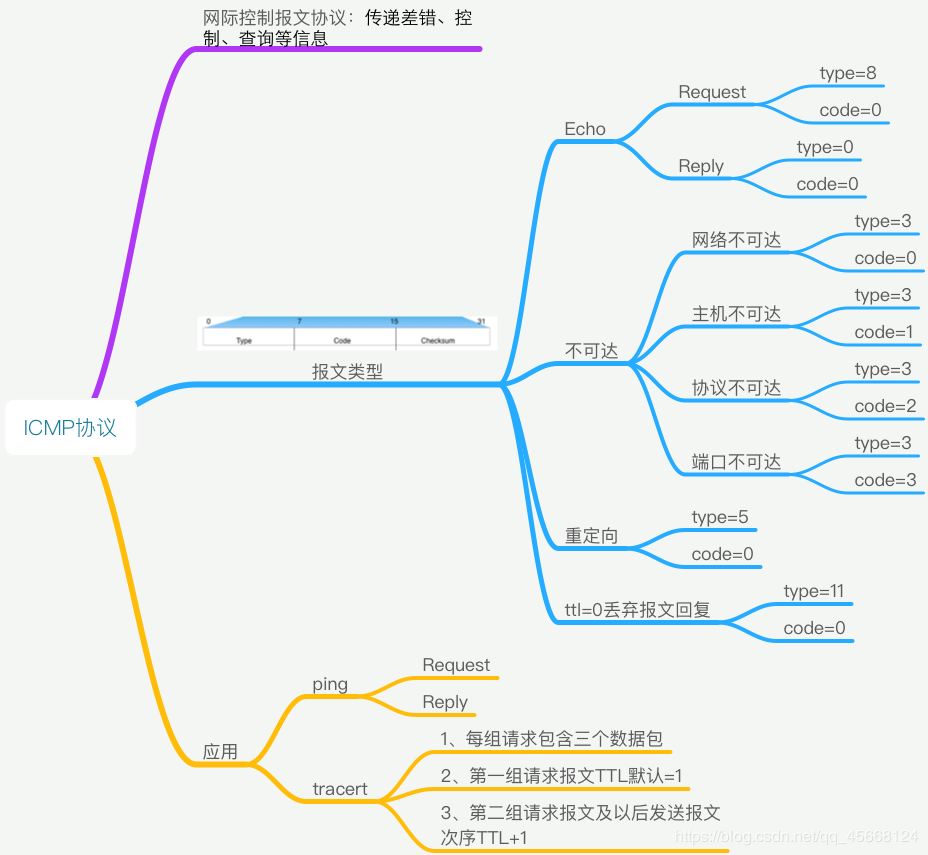 网际控制报文协议：传递差错、控
制、查询等信息
ICMP协议
0 7 15 31
Type Code Checksum
报文类型
Echo
Request
type=8
code=0
Reply
type=0
code=0
不可达
网络不可达
type=3
code=0
主机不可达
type=3
code=1
协议不可达
type=3
code=2
端口不可达
type=3
code=3
重定向
type=5
code=0
ttl=0丢弃报文回复
type=11
code=0
应用
ping
Request
Reply
tracert
1、每组请求包含三个数据包
2、第一组请求报文TTL默认=1
3、第二组请求报文及以后发送报文
次序TTL+1
https://blog.csdn.net/qq_45668124